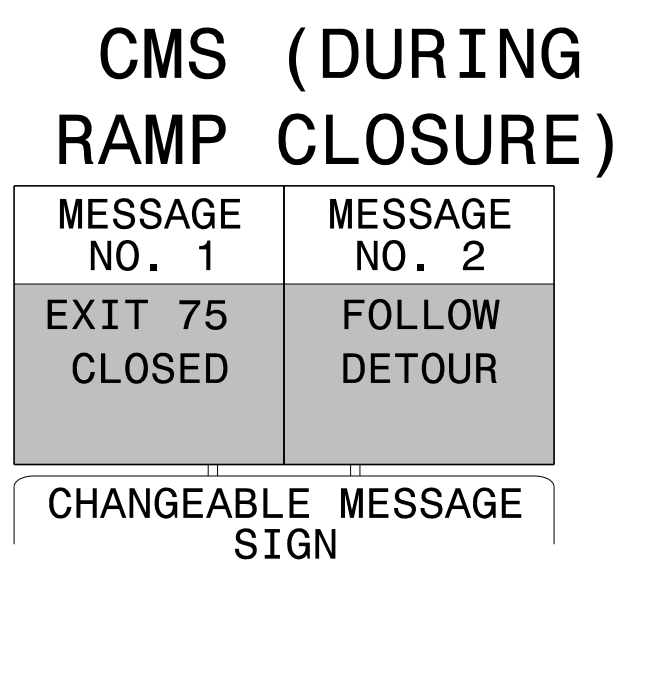 CMS (DURING
RAMP CLOSURE)
MESSAGE
NO. 1
MESSAGE
NO. 2
EXIT 75
CLOSED
FOLLOW
DETOUR
CHANGEABLE MESSAGE
SIGN